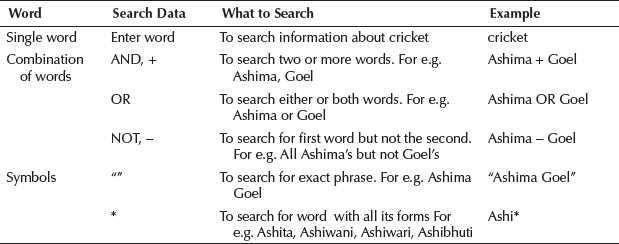 Word Search Data What to Search Example
Single word Enter word To search information about cricket cricket
Combination AND, + To search two or more words. For e.g. Ashima + Goel
of words Ashima, Goel
OR To search either or both words. For e.g. Ashima OR Goel
Ashima or Goel
NOT, – To search for first word but not the second. Ashima – Goel
For e.g. All Ashima’s but not Goel’s
Symbols “” To search for exact phrase. For e.g. Ashima “Ashima Goel”
Goel
* To search for word with all its forms For Ashi*
e.g. Ashita, Ashiwani, Ashiwari, Ashibhuti